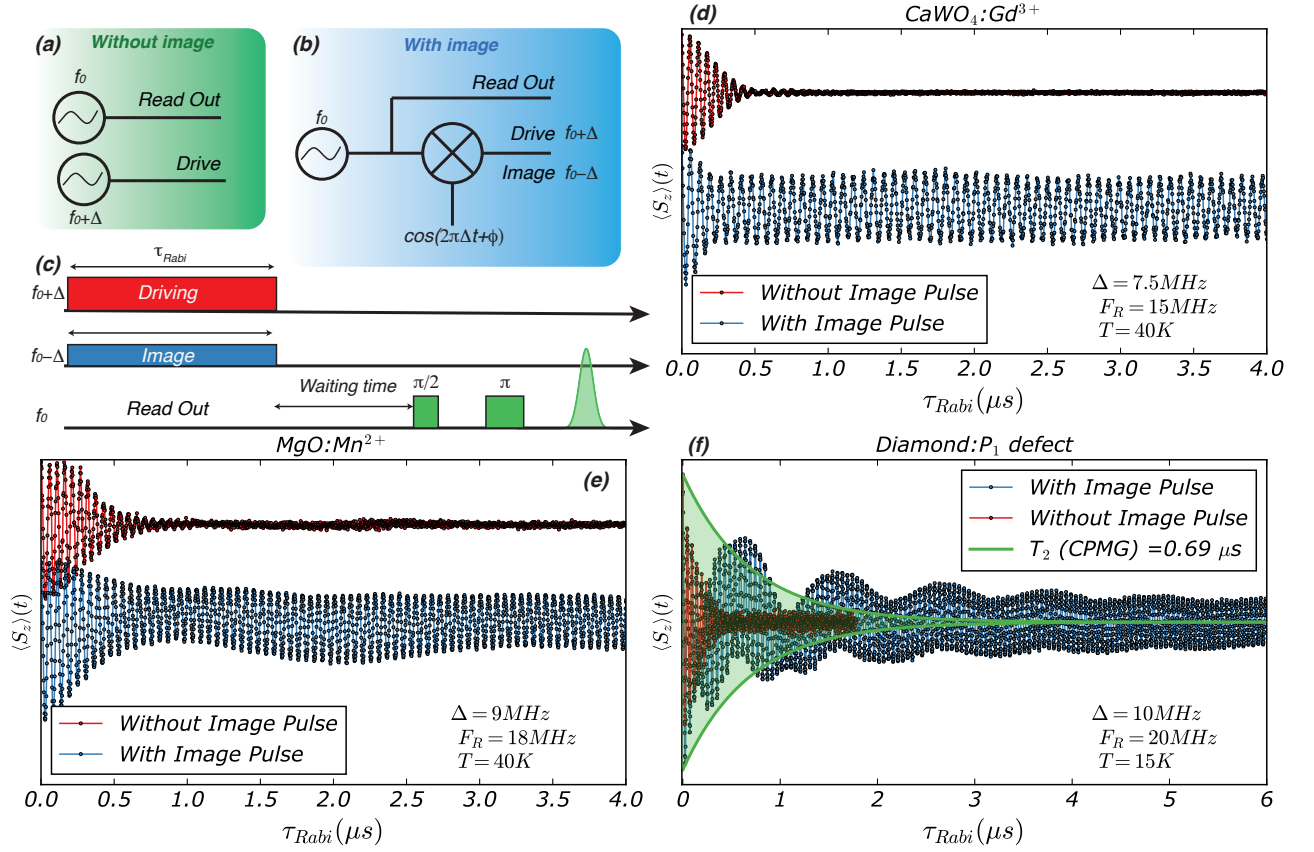 (a) Without image
f₀
Read Out
Drive
f₀+Δ
(b) With image
Read Out
f₀
Drive f₀+Δ
Image f₀−Δ
cos(2πΔt+ϕ)
(c)
τRabi
f₀+Δ
Driving
f₀−Δ
Image
Waiting time
π/2
π
f₀
Read Out
(d) CaWO₄:Gd³⁺
⟨Sz⟩(t)
Without Image Pulse
With Image Pulse
Δ = 7.5MHz
FR = 15MHz
T = 40K
0.0 0.5 1.0 1.5 2.0 2.5 3.0 3.5 4.0
τRabi(μs)
MgO:Mn²⁺
(e)
⟨Sz⟩(t)
Without Image Pulse
With Image Pulse
Δ = 9MHz
FR = 18MHz
T = 40K
0.0 0.5 1.0 1.5 2.0 2.5 3.0 3.5 4.0
τRabi(μs)
(f) Diamond:P₁ defect
⟨Sz⟩(t)
With Image Pulse
Without Image Pulse
T₂ (CPMG) =0.69 μs
Δ = 10MHz
FR = 20MHz
T = 15K
0 1 2 3 4 5 6
τRabi(μs)